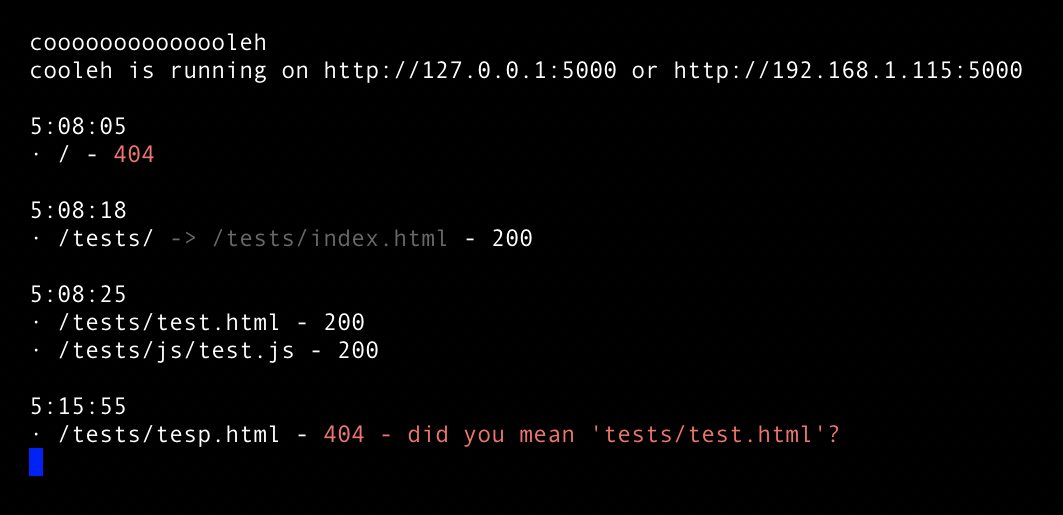 cooooooooooooooleh
cooleh is running on http://127.0.0.1:5000 or http://192.168.1.115:5000
5:08:05
· / - 404
5:08:18
· /tests/ -> /tests/index.html - 200
5:08:25
· /tests/test.html - 200
· /tests/js/test.js - 200
5:15:55
· /tests/tesp.html - 404 - did you mean 'tests/test.html'?